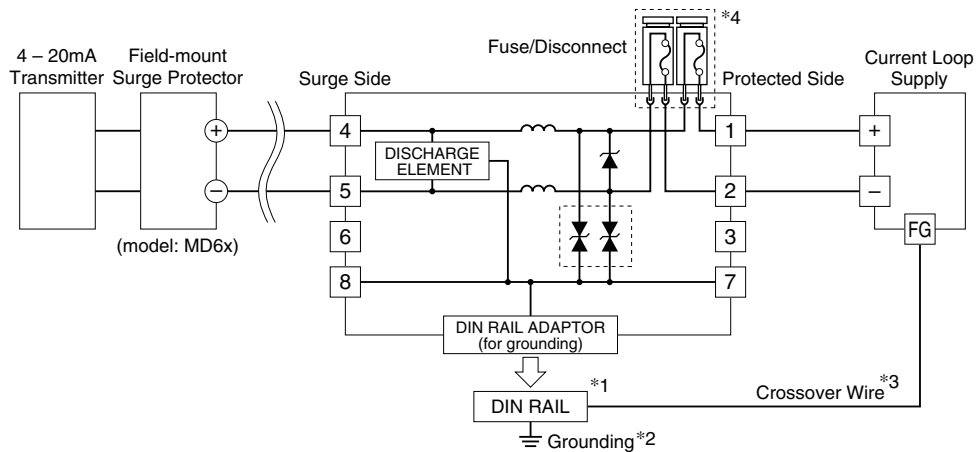 *4
4 – 20mA
Transmitter
Field-mount
Surge Protector
Fuse/Disconnect
Current Loop
Supply
Surge Side
Protected Side
+
4
1
+
DISCHARGE
ELEMENT
–
5
2
–
6
3
(model: MD6x)
FG
8
7
DIN RAIL ADAPTOR
(for grounding)
*1
DIN RAIL
Crossover Wire*3
Grounding*2